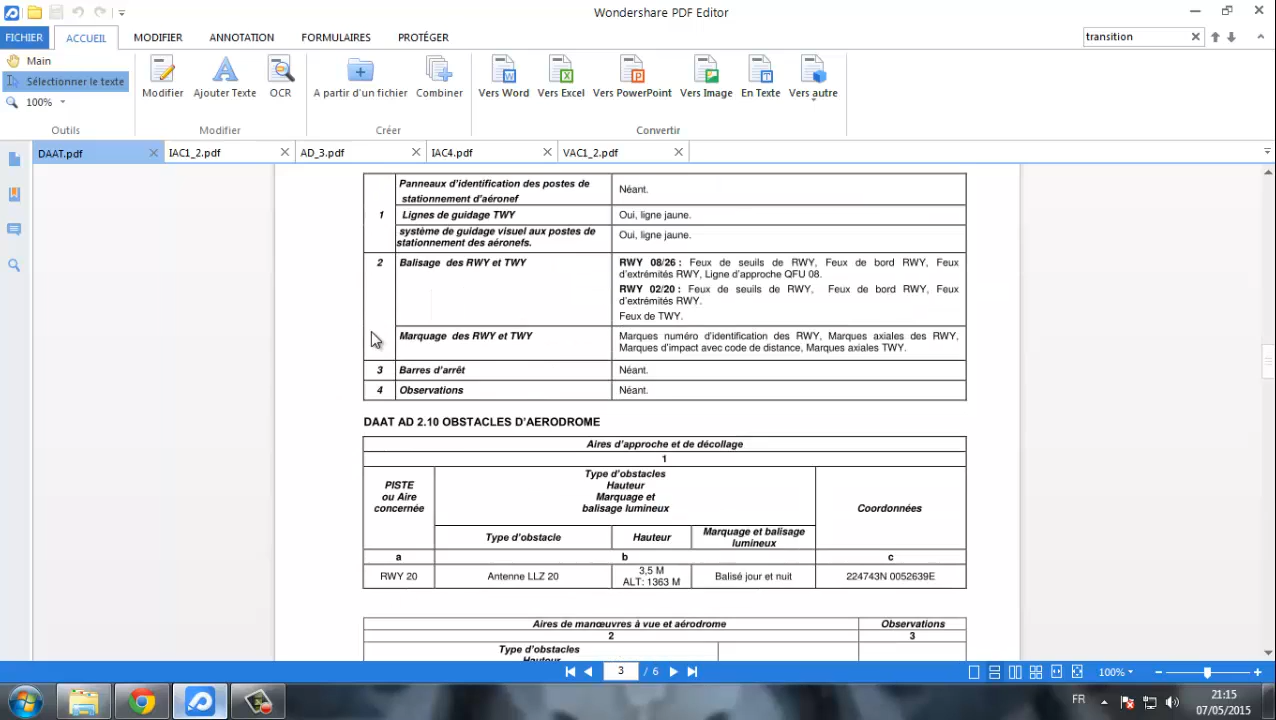 Wondershare PDF Editor
FICHIER
ACCUEIL
MODIFIER
ANNOTATION
FORMULAIRES
PROTÉGER
transition
Main
Sélectionner le texte
100%
Modifier
Ajouter Texte
OCR
A partir d'un fichier
Combiner
Vers Word
Vers Excel
Vers PowerPoint
Vers Image
En Texte
Vers autre
Outils
Modifier
Créer
Convertir
DAAT.pdf
IAC1_2.pdf
AD_3.pdf
IAC4.pdf
VAC1_2.pdf
Panneaux d'identification des postes de
stationnement d'aéronef
Néant.
1
Lignes de guidage TWY
Oui, ligne jaune.
système de guidage visuel aux postes de
stationnement des aéronefs.
Oui, ligne jaune.
2
Balisage des RWY et TWY
RWY 08/26 : Feux de seuils de RWY, Feux de bord RWY, Feux
d'extrémités RWY, Ligne d'approche QFU 08.
RWY 02/20 : Feux de seuils de RWY, Feux de bord RWY, Feux
d'extrémités RWY.
Feux de TWY.
Marquage des RWY et TWY
Marques numéro d'identification des RWY, Marques axiales des RWY,
Marques d'impact avec code de distance, Marques axiales TWY.
3
Barres d'arrêt
Néant.
4
Observations
Néant.
DAAT AD 2.10 OBSTACLES D'AERODROME
Aires d'approche et de décollage
1
PISTE
ou Aire
concernée
Type d'obstacles
Hauteur
Marquage et
balisage lumineux
Coordonnées
Type d'obstacle
Hauteur
Marquage et balisage
lumineux
a
b
c
RWY 20
Antenne LLZ 20
3,5 M
ALT: 1363 M
Balisé jour et nuit
224743N 0052639E
Aires de manœuvres à vue et aérodrome
Observations
2
3
Type d'obstacles
Hauteur
3
/ 6
100%
FR
21:15
07/05/2015